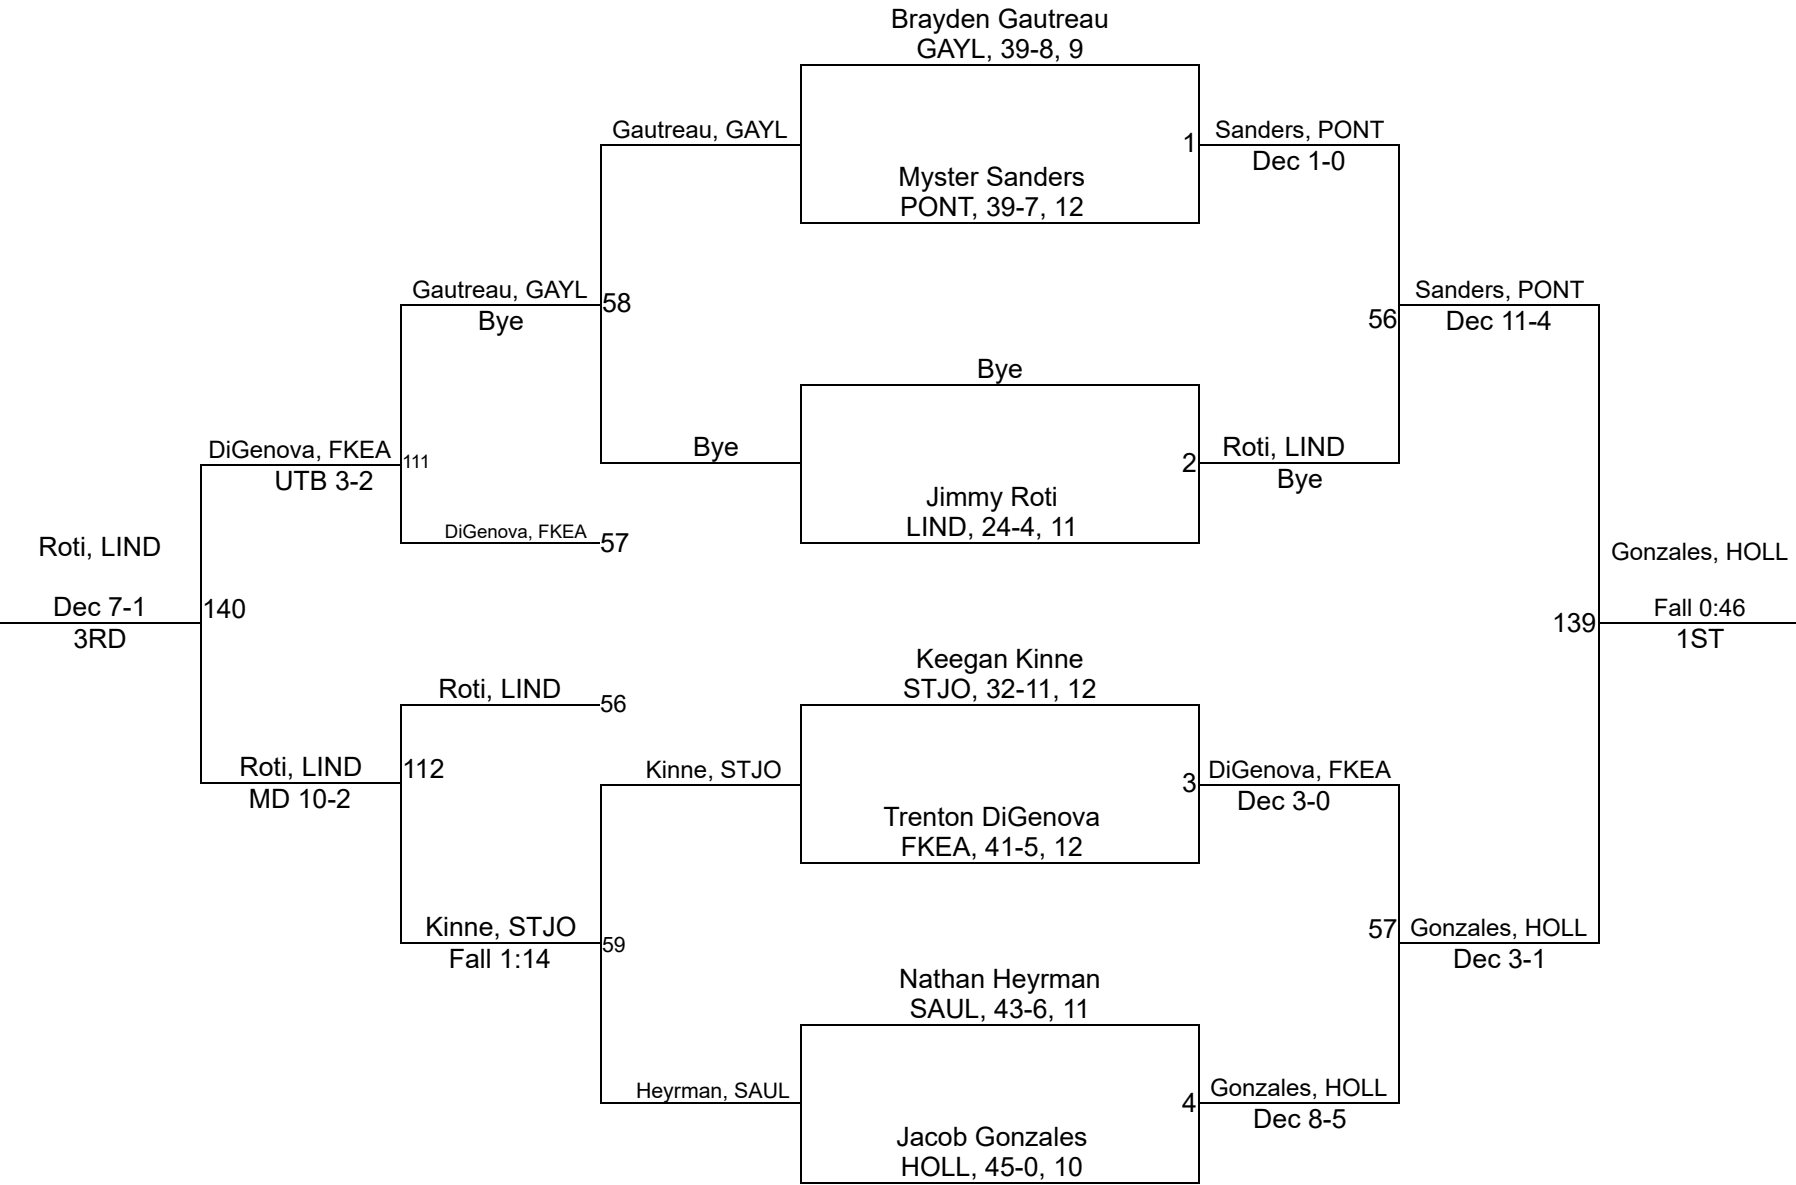 Brayden Gautreau
GAYL, 39-8, 9
Gautreau, GAYL
1
Sanders, PONT
Dec 1-0
Myster Sanders
PONT, 39-7, 12
Gautreau, GAYL
Bye
58
Sanders, PONT
Dec 11-4
56
Bye
DiGenova, FKEA
UTB 3-2
111
Bye
2
Roti, LIND
Bye
Jimmy Roti
LIND, 24-4, 11
DiGenova, FKEA
57
Roti, LIND
Dec 7-1
3RD
140
Gonzales, HOLL
Fall 0:46
1ST
139
Keegan Kinne
STJO, 32-11, 12
Roti, LIND
56
Roti, LIND
MD 10-2
112
Kinne, STJO
3
DiGenova, FKEA
Dec 3-0
Trenton DiGenova
FKEA, 41-5, 12
Kinne, STJO
Fall 1:14
59
57
Gonzales, HOLL
Dec 3-1
Nathan Heyrman
SAUL, 43-6, 11
Heyrman, SAUL
4
Gonzales, HOLL
Dec 8-5
Jacob Gonzales
HOLL, 45-0, 10